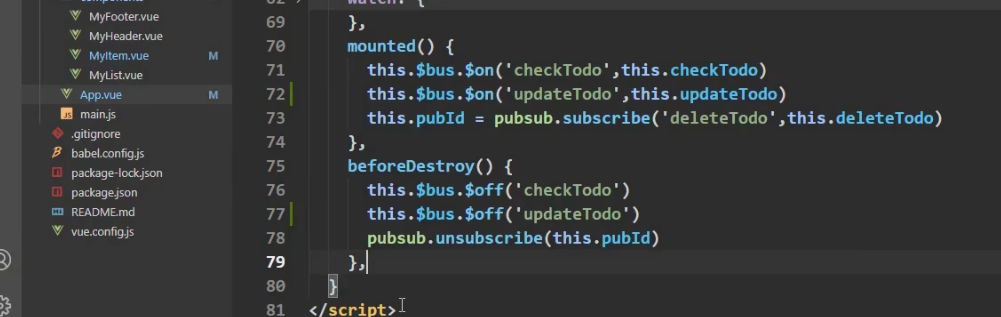 components
MyFooter.vue
MyHeader.vue
MyItem.vue M
MyList.vue
App.vue M
main.js
.gitignore
babel.config.js
package-lock.json
package.json
README.md
vue.config.js
62 watch: {
69 },
70 mounted() {
71 this.$bus.$on('checkTodo',this.checkTodo)
72 this.$bus.$on('updateTodo',this.updateTodo)
73 this.pubId = pubsub.subscribe('deleteTodo',this.deleteTodo)
74 },
75 beforeDestroy() {
76 this.$bus.$off('checkTodo')
77 this.$bus.$off('updateTodo')
78 pubsub.unsubscribe(this.pubId)
79 },
80 }
81 </script>